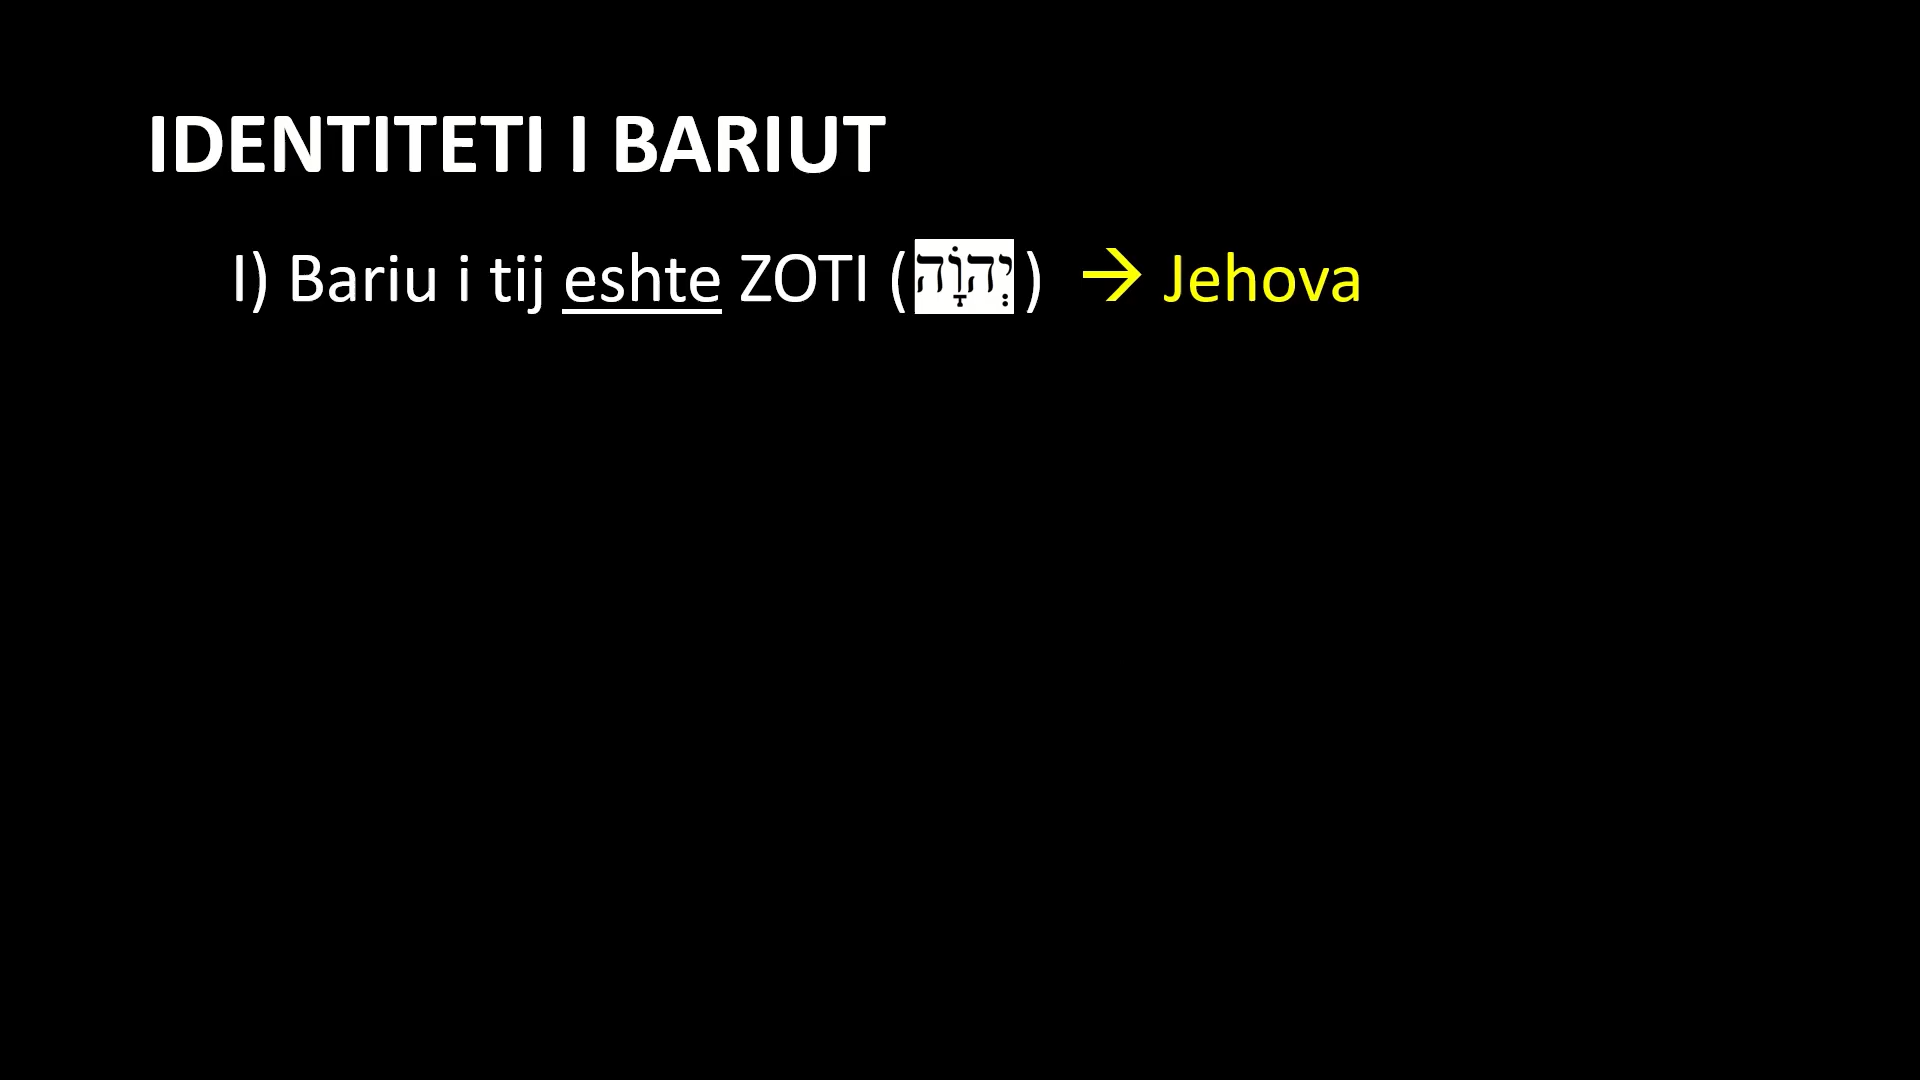 IDENTITETI I BARIUT
I) Bariu i tij eshte ZOTI (יְהוָֹה) → Jehova